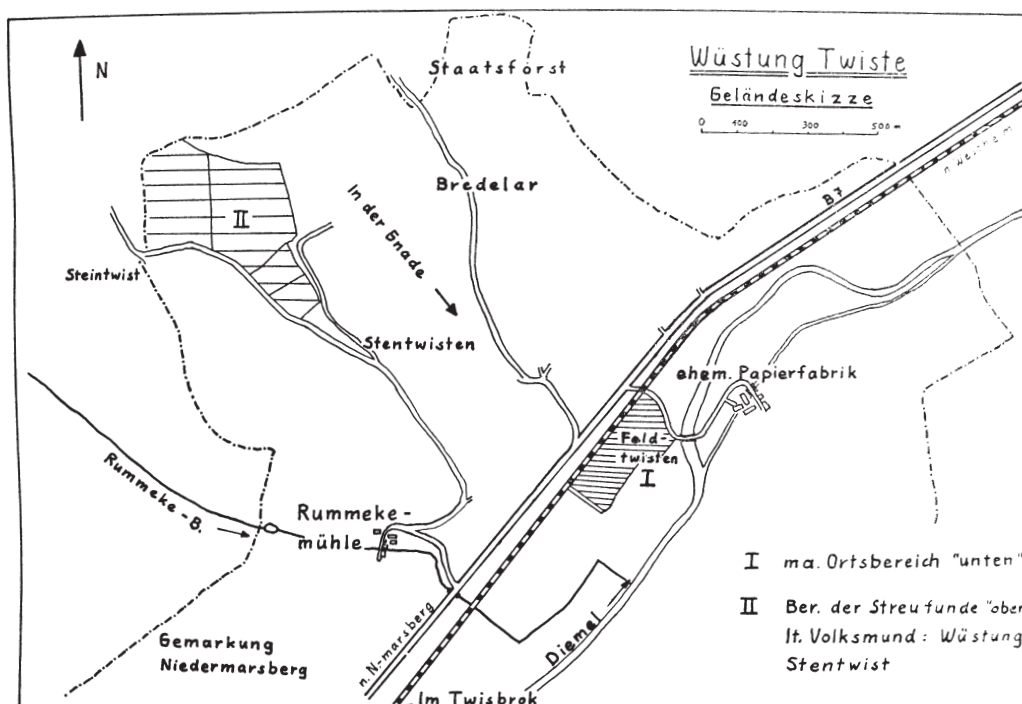 Wüstung Twiste
Geländeskizze
0 100 300 500 m
N
Staatsforst
Bredelar
In der Gnade
B7
n. Westheim
II
Steintwist
Stentwisten
ehem. Papierfabrik
Feld-
twisten
I
Rummeke-B.
Rummeke-
mühle
Diemel
n. N.-marsberg
Gemarkung
Niedermarsberg
Im Twisbrok
I ma. Ortsbereich "unten"
II Ber. der Streufunde "ober
lt. Volksmund: Wüstung
Stentwist